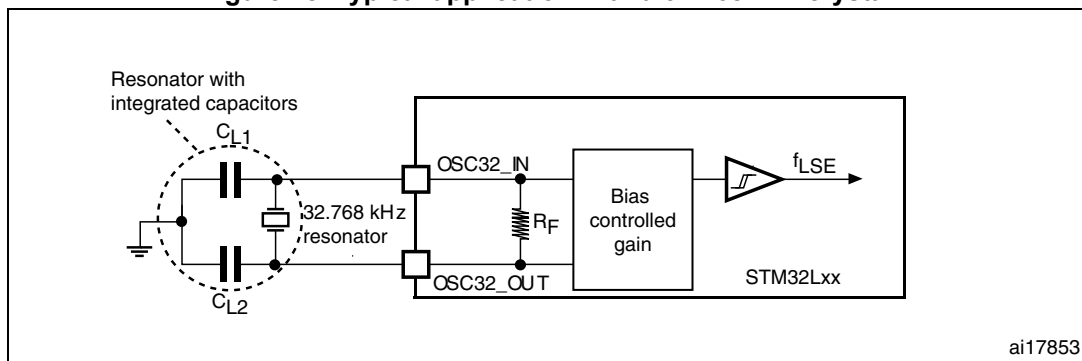 Resonator with
integrated capacitors
CL1
OSC32_IN
fLSE
32.768 kHz
resonator
RF
Bias
controlled
gain
STM32Lxx
OSC32_OUT
CL2
ai17853